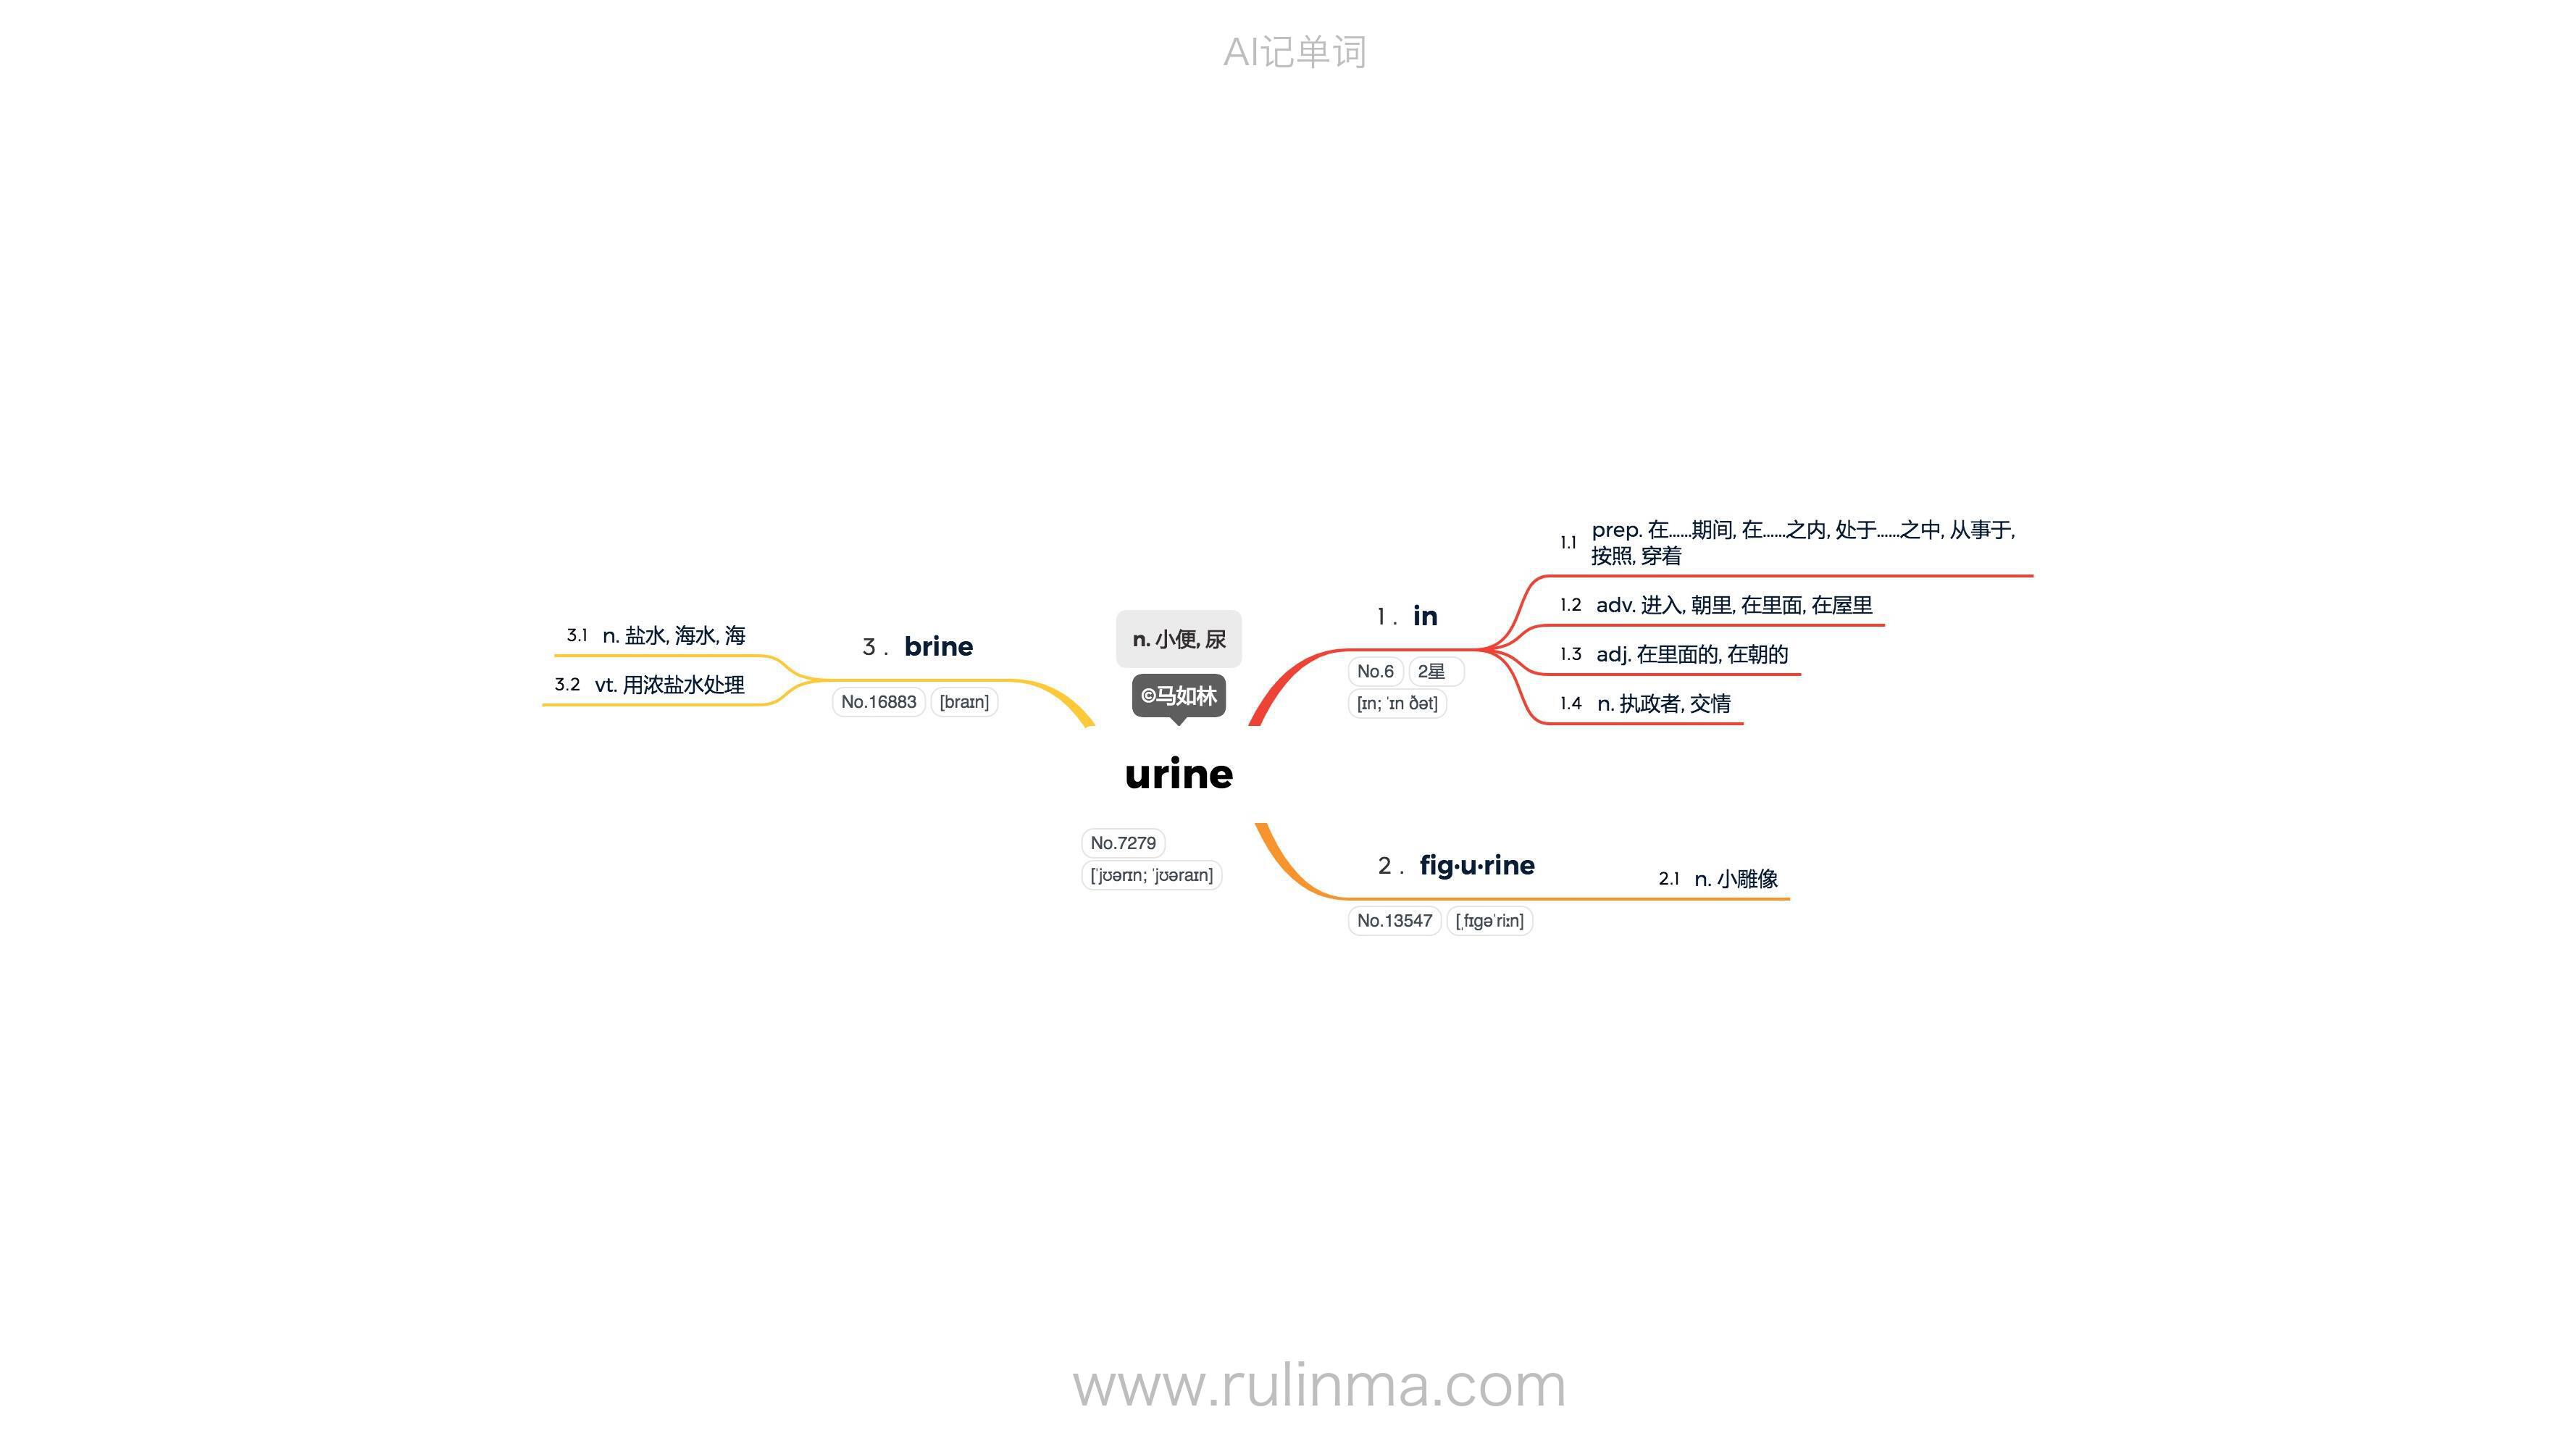 AI记单词
n. 小便, 尿
©马如林
urine
No.7279
[ˈjʊərɪn; ˈjʊəraɪn]
1. in
No.6 2星
[ɪn; ˈɪn ðət]
1.1 prep. 在……期间, 在……之内, 处于……之中, 从事于,
按照, 穿着
1.2 adv. 进入, 朝里, 在里面, 在屋里
1.3 adj. 在里面的, 在朝的
1.4 n. 执政者, 交情
2. fig·u·rine
No.13547 [ˌfɪɡəˈriːn]
2.1 n. 小雕像
3. brine
No.16883 [braɪn]
3.1 n. 盐水, 海水, 海
3.2 vt. 用浓盐水处理
www.rulinma.com